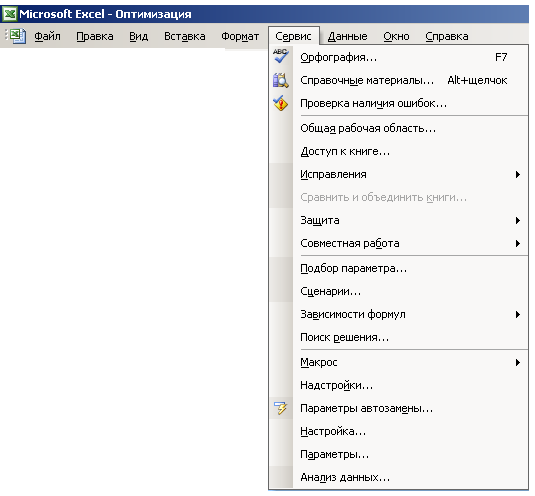 Microsoft Excel - Оптимизация
Файл Правка Вид Вставка Формат Сервис Данные Окно Справка
Орфография... F7
Справочные материалы... Alt+щелчок
Проверка наличия ошибок...
Общая рабочая область...
Доступ к книге...
Исправления
Сравнить и объединить книги...
Защита
Совместная работа
Подбор параметра...
Сценарии...
Зависимости формул
Поиск решения...
Макрос
Надстройки...
Параметры автозамены...
Настройка...
Параметры...
Анализ данных...